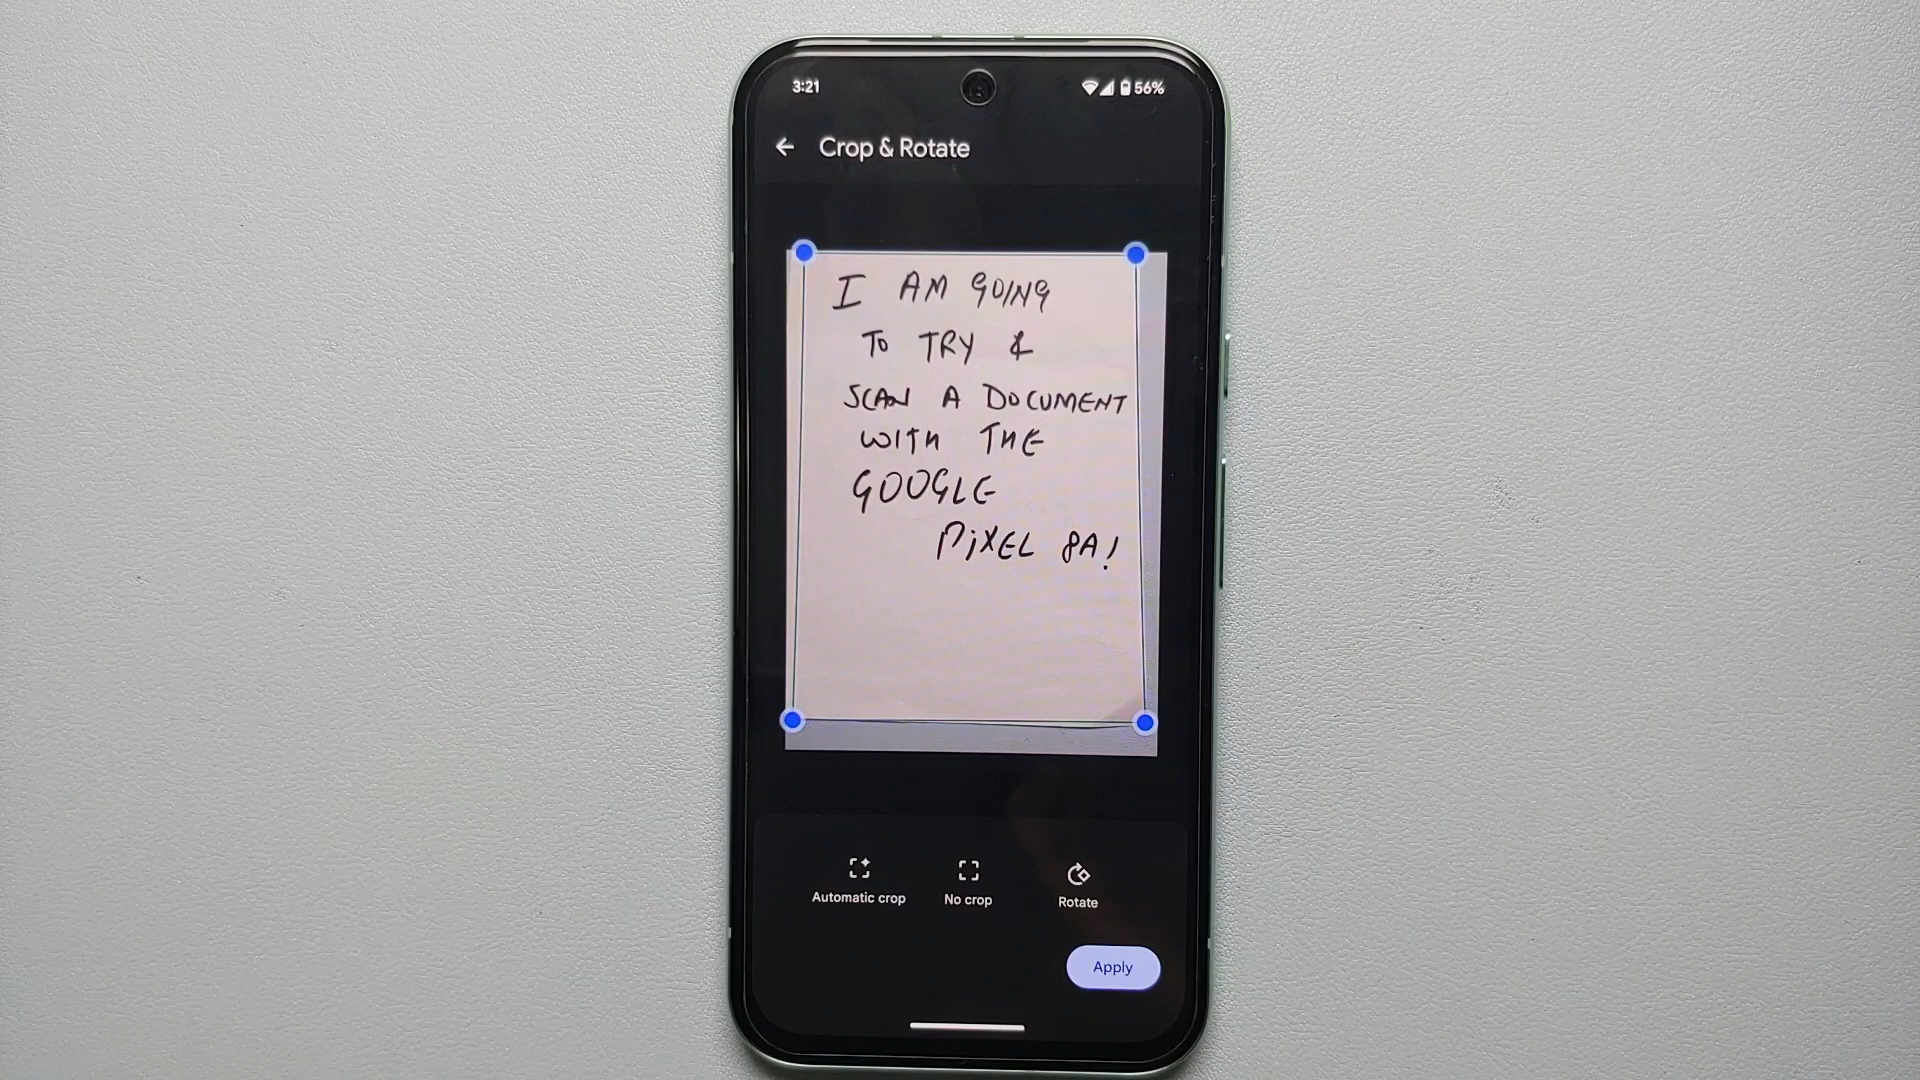 3:21
56%
Crop & Rotate
I AM GOING
TO TRY &
SCAN A DOCUMENT
WITH THE
GOOGLE
PIXEL 8A!
Automatic crop
No crop
Rotate
Apply